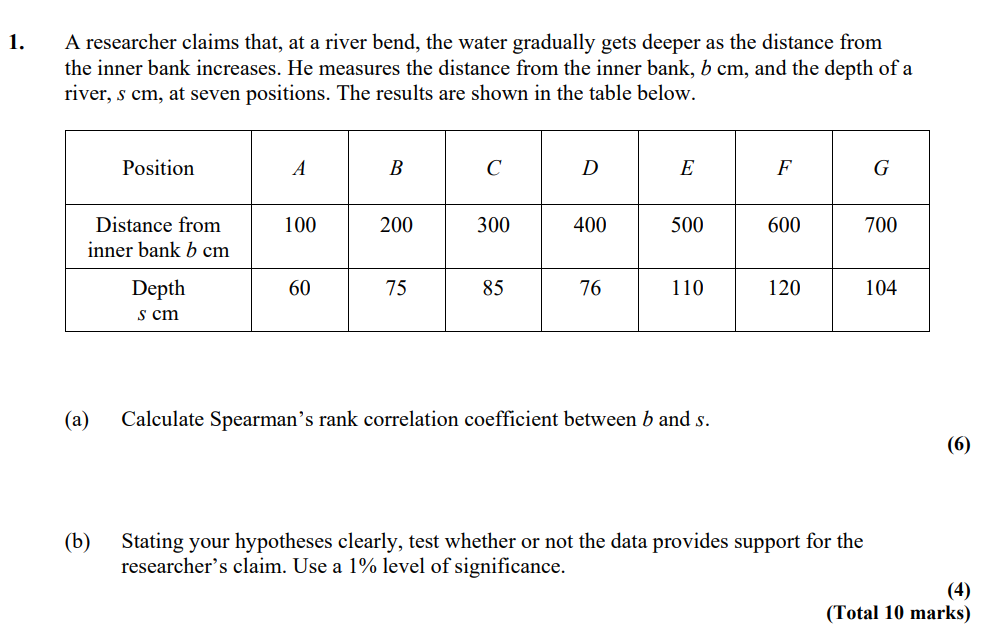 1. A researcher claims that, at a river bend, the water gradually gets deeper as the distance from
the inner bank increases. He measures the distance from the inner bank, b cm, and the depth of a
river, s cm, at seven positions. The results are shown in the table below.
Position A B C D E F G
Distance from 100 200 300 400 500 600 700
inner bank b cm
Depth 60 75 85 76 110 120 104
s cm
(a) Calculate Spearman’s rank correlation coefficient between b and s.
(6)
(b) Stating your hypotheses clearly, test whether or not the data provides support for the
researcher’s claim. Use a 1% level of significance.
(4)
(Total 10 marks)